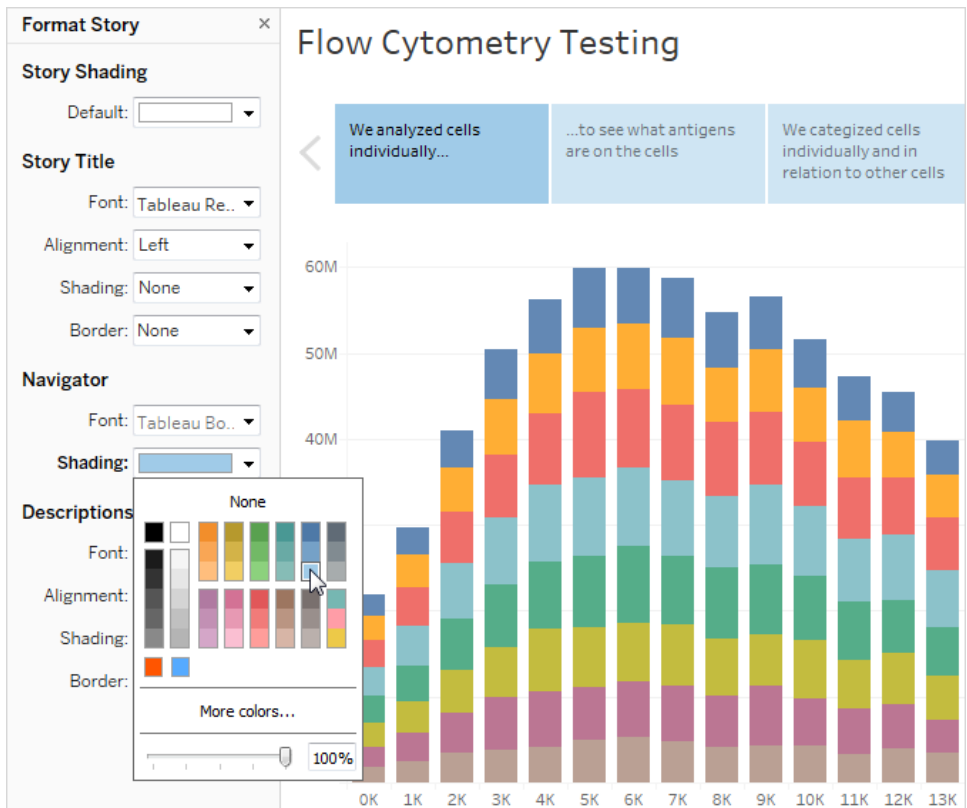 Format Story ×
Story Shading
Default:
Story Title
Font: Tableau Re..
Alignment: Left
Shading: None
Border: None
Navigator
Font: Tableau Bo..
Shading:
None
Descriptions
Font:
Alignment:
Shading:
Border:
More colors...
100%
Flow Cytometry Testing
We analyzed cells
individually...
...to see what antigens
are on the cells
We categized cells
individually and in
relation to other cells
60M
50M
40M
0K 1K 2K 3K 4K 5K 6K 7K 8K 9K 10K 11K 12K 13K